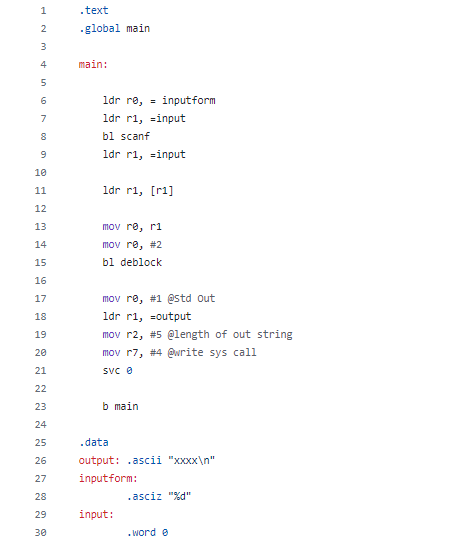 1 .text
2 .global main
3
4 main:
5
6 ldr r0, = inputform
7 ldr r1, =input
8 bl scanf
9 ldr r1, =input
10
11 ldr r1, [r1]
12
13 mov r0, r1
14 mov r0, #2
15 bl deblock
16
17 mov r0, #1 @Std Out
18 ldr r1, =output
19 mov r2, #5 @length of out string
20 mov r7, #4 @write sys call
21 svc 0
22
23 b main
24
25 .data
26 output: .ascii "xxxx\n"
27 inputform:
28 .asciz "%d"
29 input:
30 .word 0